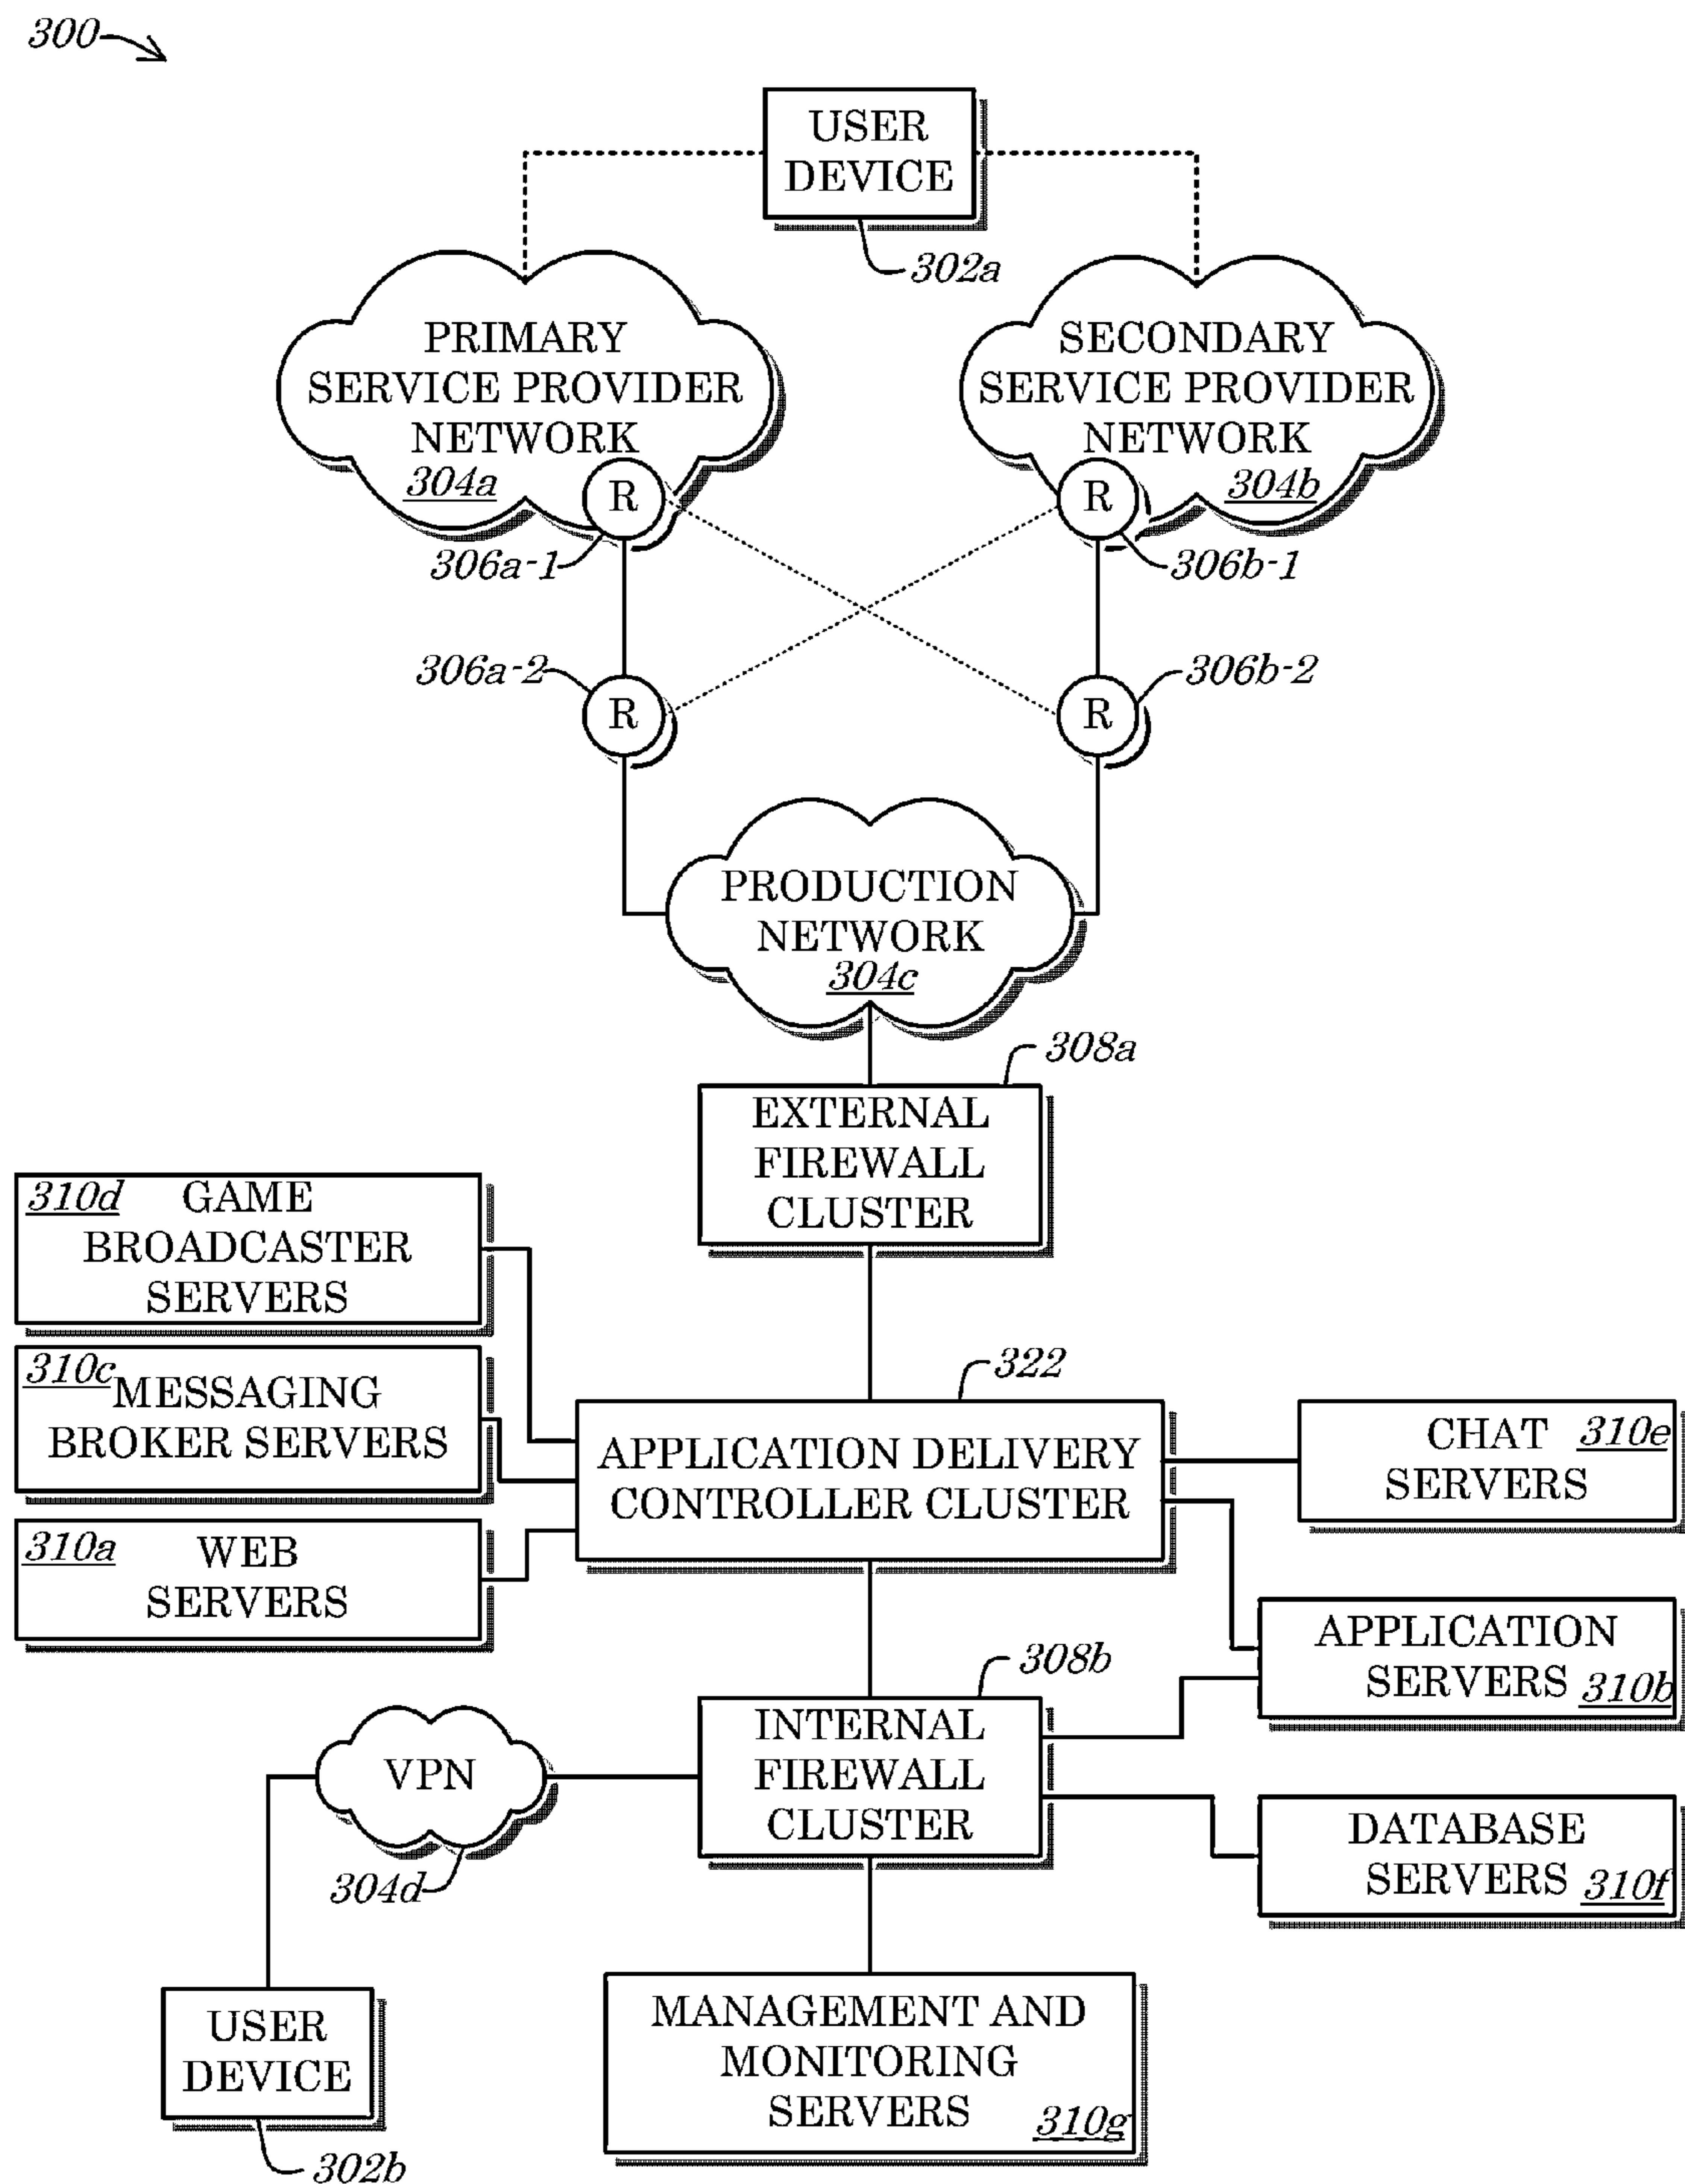 300
USER
DEVICE
302a
PRIMARY
SERVICE PROVIDER
NETWORK
304a
SECONDARY
SERVICE PROVIDER
NETWORK
304b
R
R
306a-1
306b-1
306a-2
306b-2
R
R
PRODUCTION
NETWORK
304c
308a
EXTERNAL
FIREWALL
CLUSTER
310d GAME
BROADCASTER
SERVERS
310c MESSAGING
BROKER SERVERS
310a WEB
SERVERS
322
APPLICATION DELIVERY
CONTROLLER CLUSTER
CHAT 310e
SERVERS
APPLICATION
SERVERS 310b
308b
INTERNAL
FIREWALL
CLUSTER
VPN
304d
DATABASE
SERVERS 310f
USER
DEVICE
302b
MANAGEMENT AND
MONITORING
SERVERS 310g